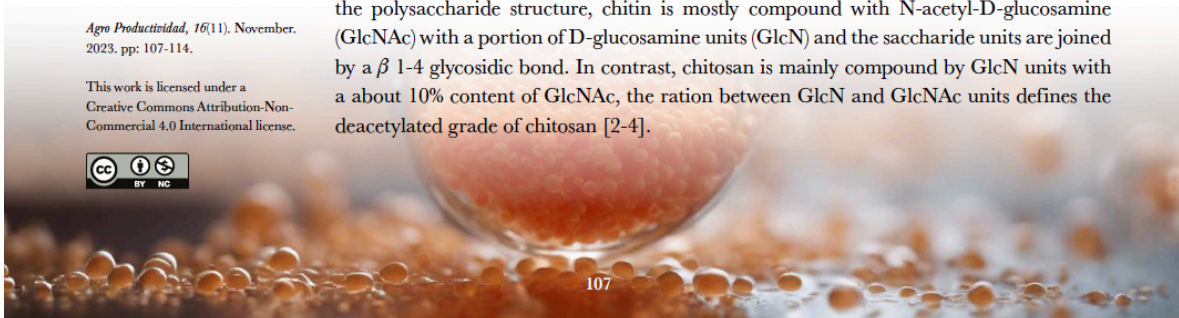 Agro Productividad, 16(11). November.
2023. pp: 107-114.
This work is licensed under a
Creative Commons Attribution-Non-
Commercial 4.0 International license.
CC BY NC
the polysaccharide structure, chitin is mostly compound with N-acetyl-D-glucosamine
(GlcNAc) with a portion of D-glucosamine units (GlcN) and the saccharide units are joined
by a β 1-4 glycosidic bond. In contrast, chitosan is mainly compound by GlcN units with
a about 10% content of GlcNAc, the ration between GlcN and GlcNAc units defines the
deacetylated grade of chitosan [2-4].
107